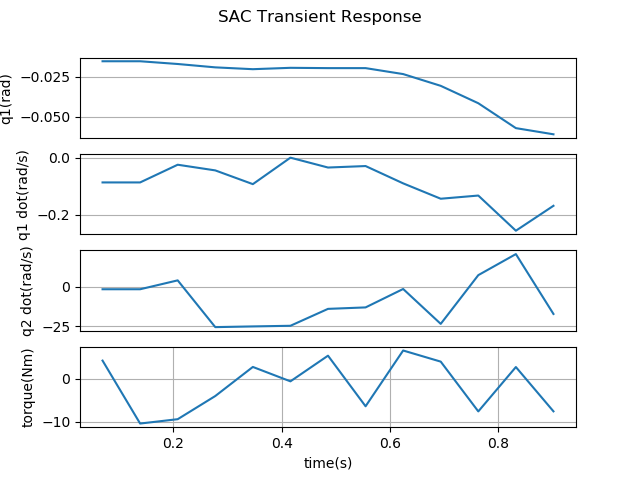 SAC Transient Response
q1(rad)
−0.025
−0.050
q1 dot(rad/s)
0.0
−0.2
q2 dot(rad/s)
0
−25
torque(Nm)
0
−10
0.2 0.4 0.6 0.8
time(s)